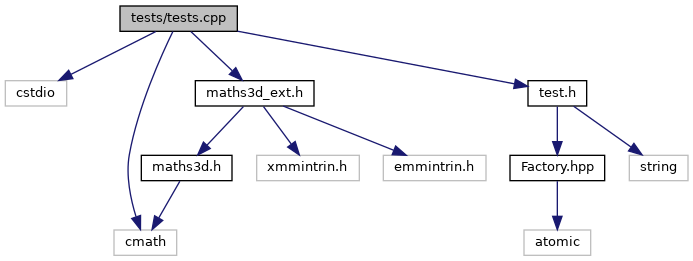 tests/tests.cpp
cstdio
maths3d_ext.h
test.h
maths3d.h
xmmintrin.h
emmintrin.h
Factory.hpp
string
cmath
atomic